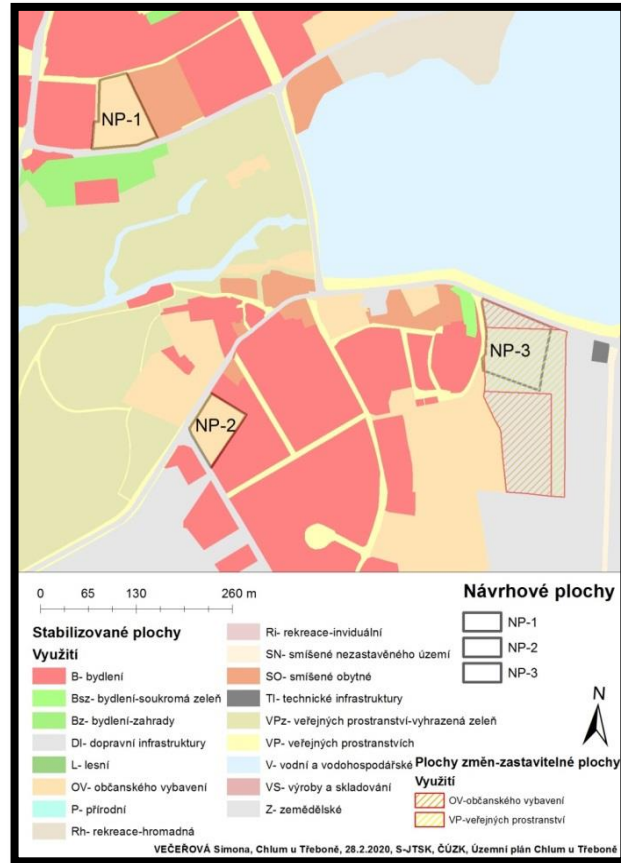 NP-1
NP-3
NP-2
0 65 130 260 m
Stabilizované plochy
Využití
B- bydlení
Bsz- bydlení-soukromá zeleň
Bz- bydlení-zahrady
DI- dopravní infrastruktury
L- lesní
OV- občanského vybavení
P- přírodní
Rh- rekreace-hromadná
Ri- rekreace-inviduální
SN- smíšené nezastavěného území
SO- smíšené obytné
TI- technické infrastruktury
VPz- veřejných prostranství-vyhrazená zeleň
VP- veřejných prostranstvích
V- vodní a vodohospodářské
VS- výroby a skladování
Z- zemědělské
Návrhové plochy
NP-1
NP-2
NP-3
N
Plochy změn-zastavitelné plochy
Využití
OV-občanského vybavení
VP-veřejných prostranství
VEČEŘOVÁ Simona, Chlum u Třeboně, 28.2.2020, S-JTSK, ČÚZK, Územni plán Chlum u Třeboně